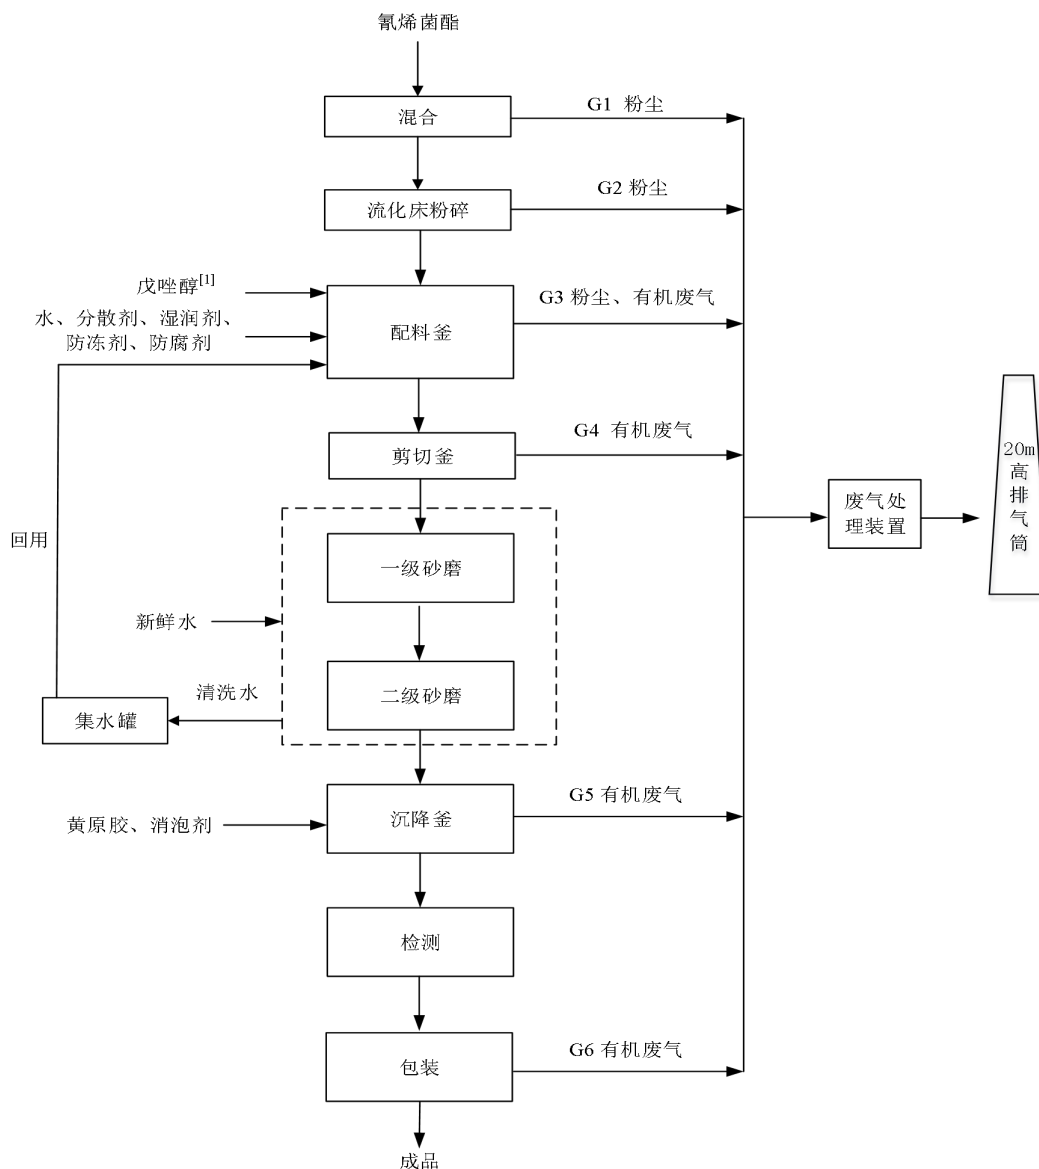 氰烯菌酯
混合
G1 粉尘
流化床粉碎
G2 粉尘
戊唑醇[1]
水、分散剂、湿润剂、
防冻剂、防腐剂
配料釜
G3 粉尘、有机废气
剪切釜
G4 有机废气
20m
高
排
气
筒
废气处
理装置
回用
一级砂磨
新鲜水
二级砂磨
清洗水
集水罐
黄原胶、消泡剂
沉降釜
G5 有机废气
检测
包装
G6 有机废气
成品